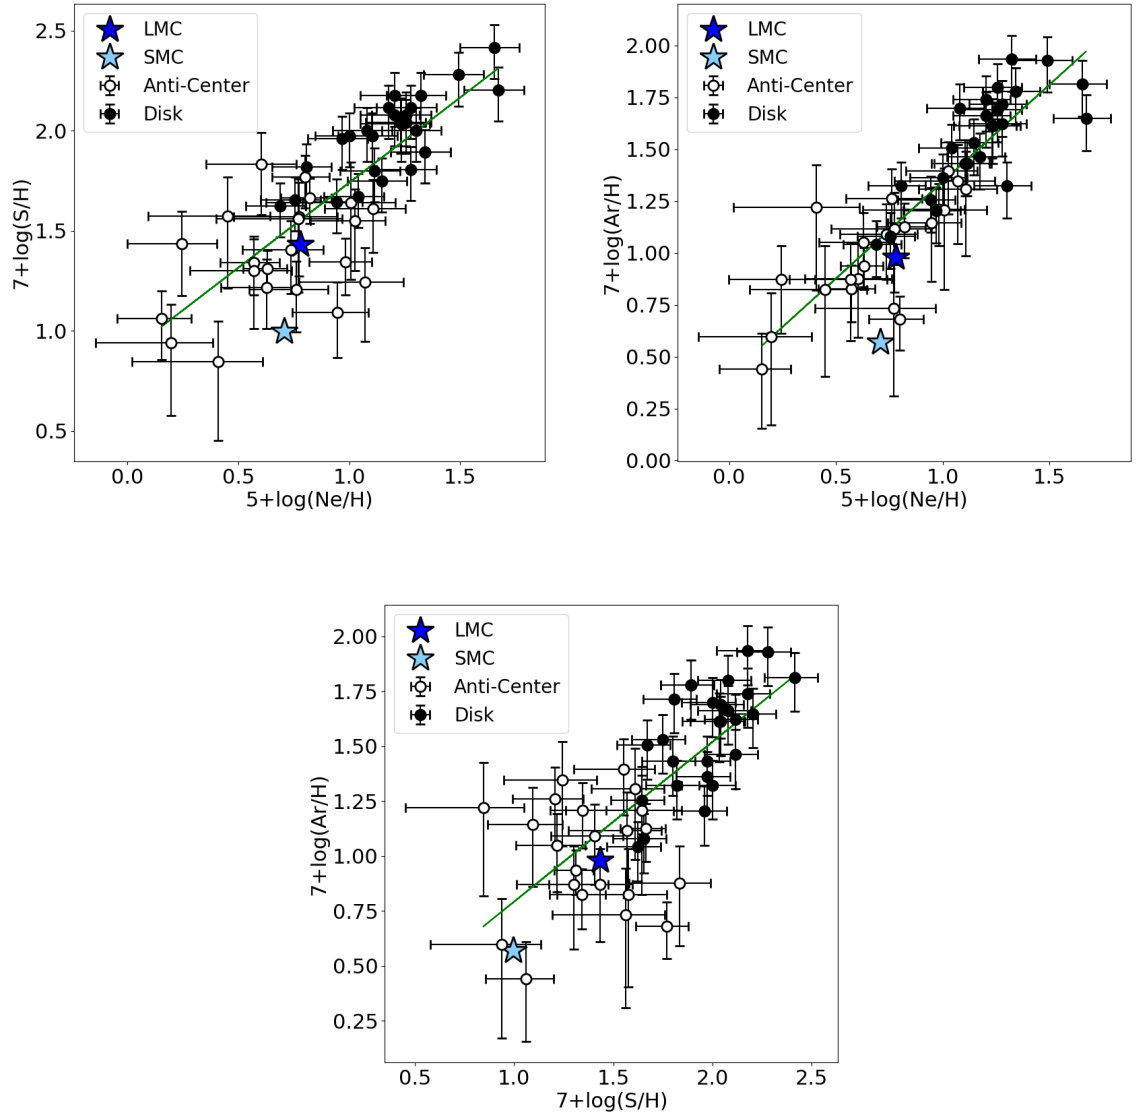 LMC
SMC
Anti-Center
Disk
2.5
2.0
1.5
1.0
0.5
7+log(S/H)
0.0
0.5
1.0
1.5
5+log(Ne/H)
LMC
SMC
Anti-Center
Disk
2.00
1.75
1.50
1.25
1.00
0.75
0.50
0.25
0.00
7+log(Ar/H)
0.0
0.5
1.0
1.5
5+log(Ne/H)
LMC
SMC
Anti-Center
Disk
2.00
1.75
1.50
1.25
1.00
0.75
0.50
0.25
7+log(Ar/H)
0.5
1.0
1.5
2.0
2.5
7+log(S/H)